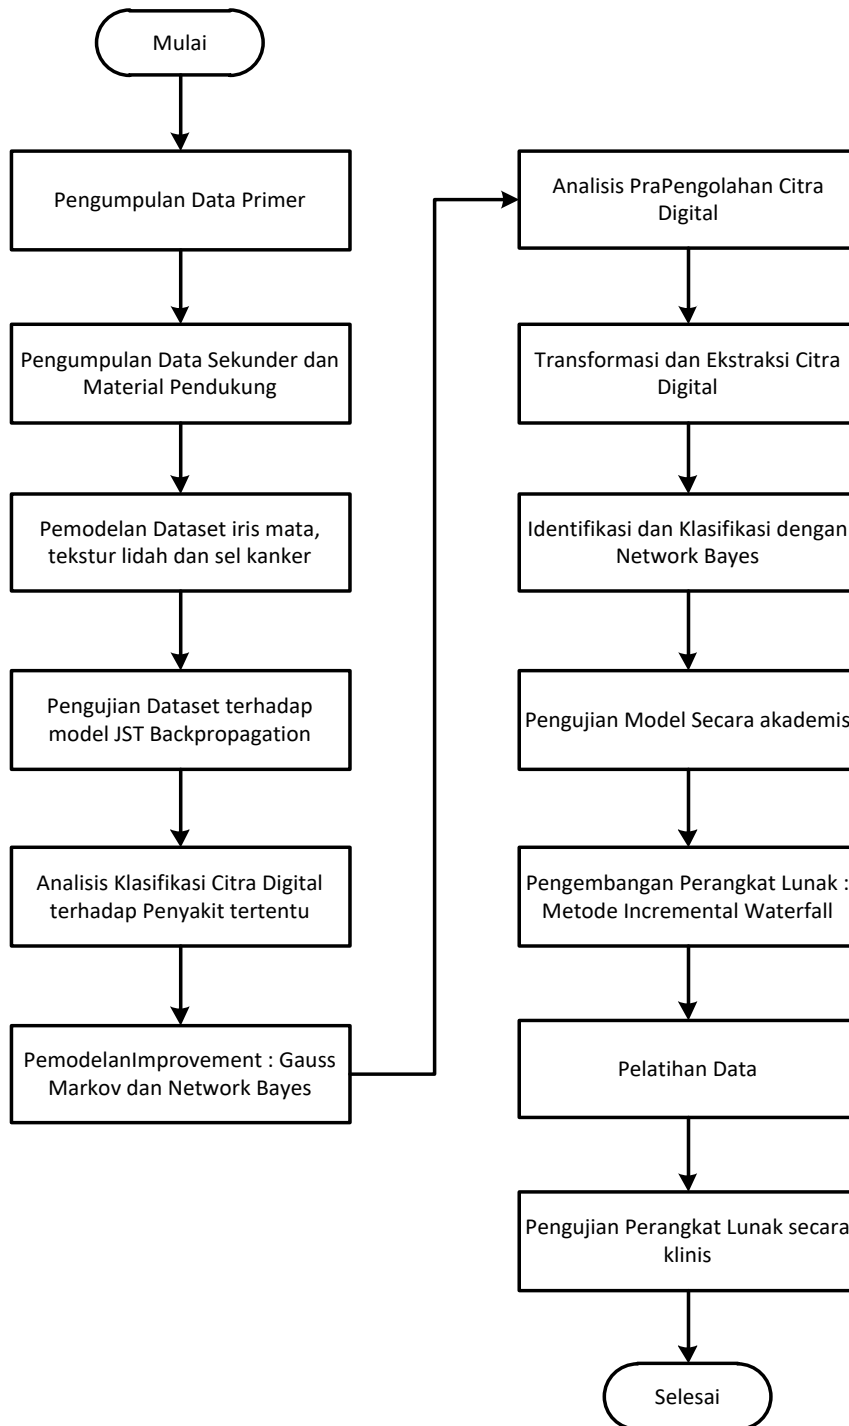 Mulai
Pengumpulan Data Primer
Pengumpulan Data Sekunder dan
Material Pendukung
Pemodelan Dataset iris mata,
tekstur lidah dan sel kanker
Pengujian Dataset terhadap
model JST Backpropagation
Analisis Klasifikasi Citra Digital
terhadap Penyakit tertentu
PemodelanImprovement : Gauss
Markov dan Network Bayes
Analisis PraPengolahan Citra
Digital
Transformasi dan Ekstraksi Citra
Digital
Identifikasi dan Klasifikasi dengan
Network Bayes
Pengujian Model Secara akademis
Pengembangan Perangkat Lunak :
Metode Incremental Waterfall
Pelatihan Data
Pengujian Perangkat Lunak secara
klinis
Selesai